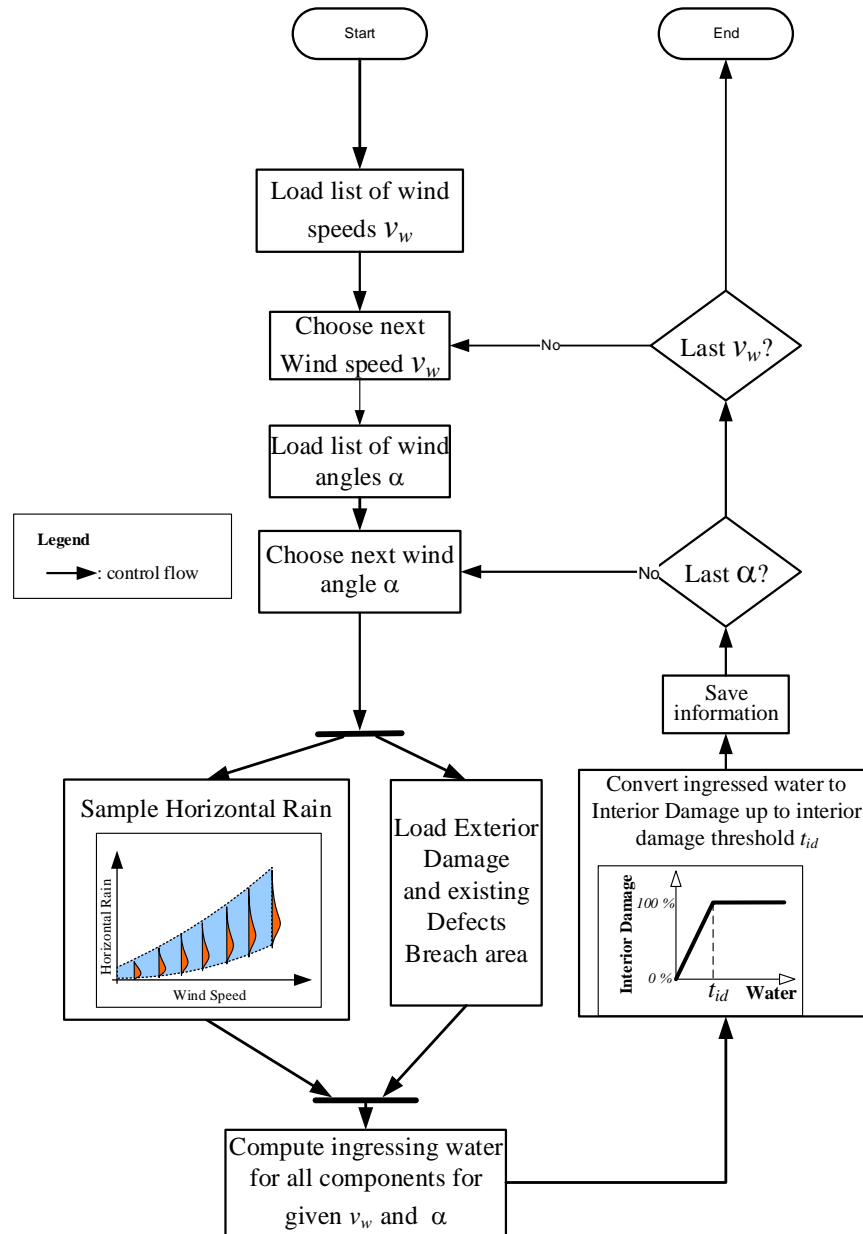 Start
End
Load list of wind
speeds v_w
Choose next
Wind speed v_w
No
Last v_w?
Load list of wind
angles α
Legend
: control flow
Choose next wind
angle α
No
Last α?
Save
information
Sample Horizontal Rain
Horizontal Rain
Wind Speed
Load Exterior
Damage
and existing
Defects
Breach area
Convert ingressed water to
Interior Damage up to interior
damage threshold t_id
Interior Damage
100 %
0 %
t_id
Water
Compute ingressing water
for all components for
given v_w and α